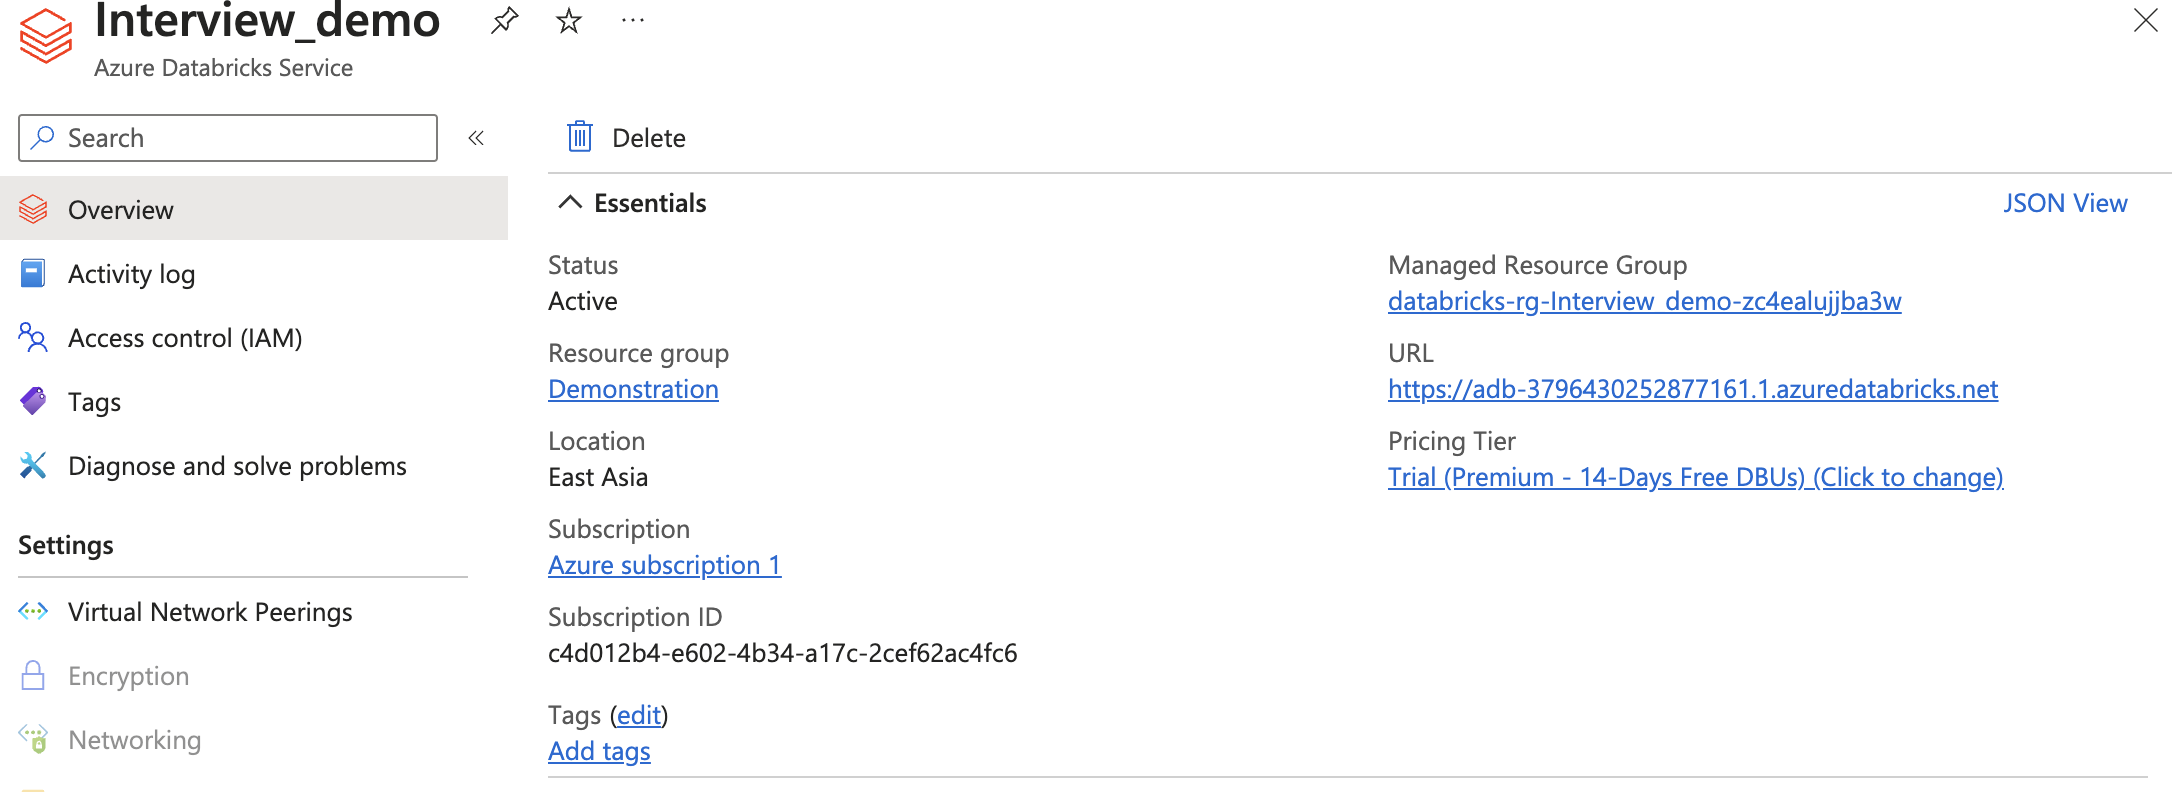 Interview_demo
Azure Databricks Service
Search
Overview
Activity log
Access control (IAM)
Tags
Diagnose and solve problems
Settings
Virtual Network Peerings
Encryption
Networking
Delete
Essentials
JSON View
Status
Active
Resource group
Demonstration
Location
East Asia
Subscription
Azure subscription 1
Subscription ID
c4d012b4-e602-4b34-a17c-2cef62ac4fc6
Tags (edit)
Add tags
Managed Resource Group
databricks-rg-Interview_demo-zc4ealujjba3w
URL
https://adb-3796430252877161.1.azuredatabricks.net
Pricing Tier
Trial (Premium - 14-Days Free DBUs) (Click to change)